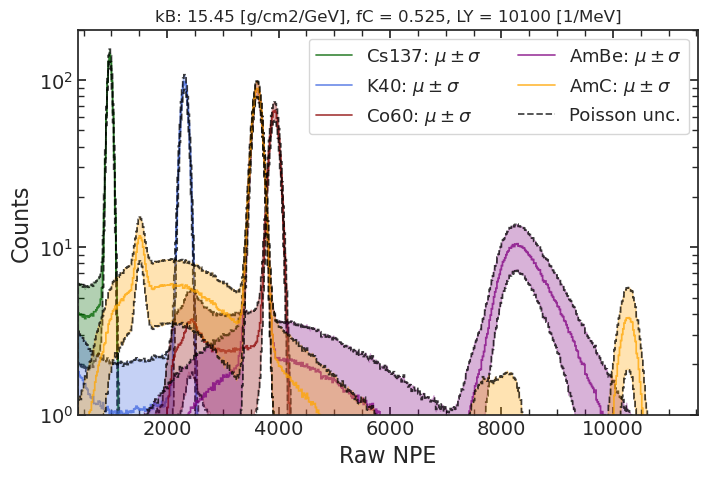 kB: 15.45 [g/cm2/GeV], fC = 0.525, LY = 10100 [1/MeV]
Cs137: μ ± σ
K40: μ ± σ
Co60: μ ± σ
AmBe: μ ± σ
AmC: μ ± σ
Poisson unc.
Counts
10²
10¹
10⁰
2000 4000 6000 8000 10000
Raw NPE